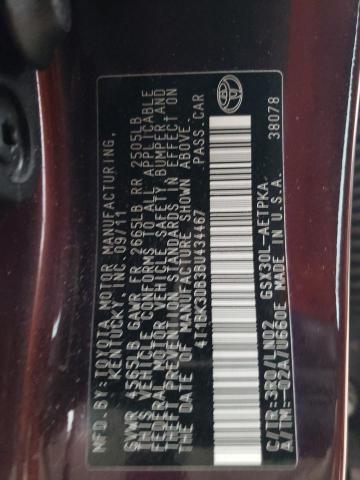 MFD.BY:TOYOTA MOTOR MANUFACTURING,
KENTUCKY,INC.09/11
GVWR 4565LB GAWR FR 2665LB RR 2505LB
THIS VEHICLE CONFORMS TO ALL APPLICABLE
FEDERAL MOTOR VEHICLE SAFETY, BUMPER, AND
THEFT PREVENTION STANDARDS IN EFFECT ON
THE DATE OF MANUFACTURE SHOWN ABOVE.
4T1BK3DB3BU434467 PASS.CAR
C/TR:3R0/LN02 GSX30L-AETPKA
A/TM:-02A/U660E MADE IN U.S.A. 38078
TOYOTA